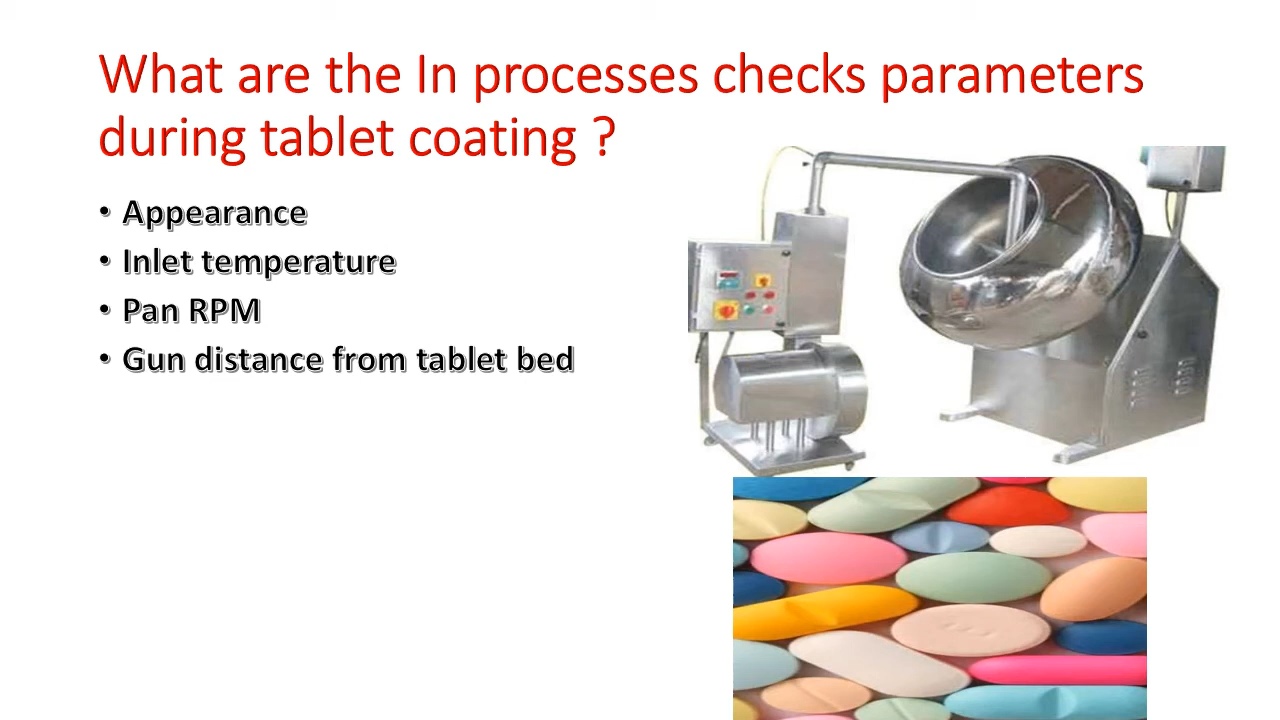 What are the In processes checks parameters
during tablet coating ?
• Appearance
• Inlet temperature
• Pan RPM
• Gun distance from tablet bed